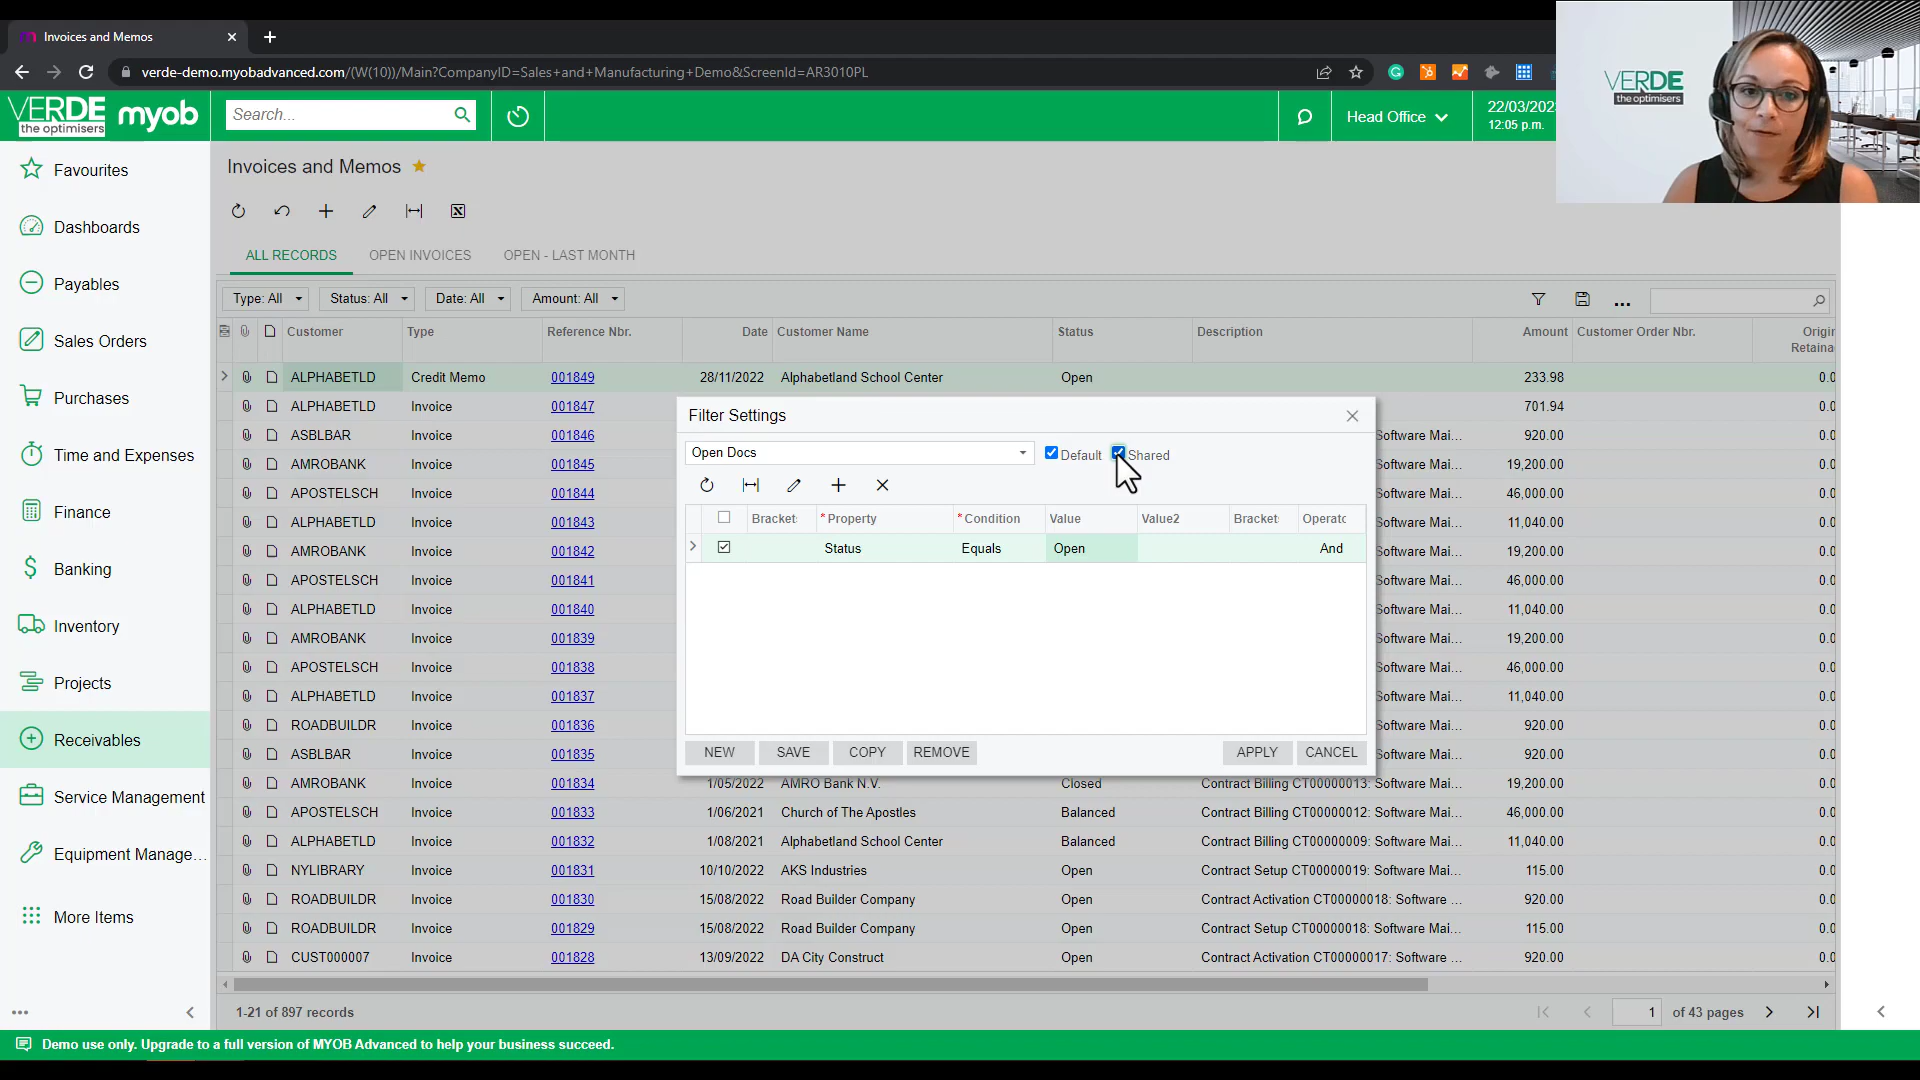 Invoices and Memos
verde-demo.myobadvanced.com/(W(10))/Main?CompanyID=Sales+and+Manufacturing+Demo&ScreenId=AR3010PL
VERDE
the optimisers
myob
Search...
Head Office
12:05 p.m.
VERDE
the optimisers
Favourites
Dashboards
Payables
Sales Orders
Purchases
Time and Expenses
Finance
Banking
Inventory
Projects
Receivables
Service Management
Equipment Manage...
More Items
Invoices and Memos
ALL RECORDS OPEN INVOICES OPEN - LAST MONTH
Type: All Status: All Date: All Amount: All
Customer Type Reference Nbr. Date Customer Name Status Description Amount Customer Order Nbr.
ALPHABETLD Credit Memo 001849 28/11/2022 Alphabetland School Center Open 233.98
ALPHABETLD Invoice 001847 701.94
ASBLBAR Invoice 001846 Software Mai... 920.00
AMROBANK Invoice 001845 Software Mai... 19,200.00
APOSTELSCH Invoice 001844 Software Mai... 46,000.00
ALPHABETLD Invoice 001843 Software Mai... 11,040.00
AMROBANK Invoice 001842 Software Mai... 19,200.00
APOSTELSCH Invoice 001841 Software Mai... 46,000.00
ALPHABETLD Invoice 001840 Software Mai... 11,040.00
AMROBANK Invoice 001839 Software Mai... 19,200.00
APOSTELSCH Invoice 001838 Software Mai... 46,000.00
ALPHABETLD Invoice 001837 Software Mai... 11,040.00
ROADBUILDR Invoice 001836 Software Mai... 920.00
ASBLBAR Invoice 001835 Software Mai... 920.00
AMROBANK Invoice 001834 1/05/2022 AMRO Bank N.V. Closed Contract Billing CT00000013: Software Mai... 19,200.00
APOSTELSCH Invoice 001833 1/06/2021 Church of The Apostles Balanced Contract Billing CT00000012: Software Mai... 46,000.00
ALPHABETLD Invoice 001832 1/08/2021 Alphabetland School Center Balanced Contract Billing CT00000009: Software Mai... 11,040.00
NYLIBRARY Invoice 001831 10/10/2022 AKS Industries Open Contract Setup CT00000019: Software Mai... 115.00
ROADBUILDR Invoice 001830 15/08/2022 Road Builder Company Open Contract Activation CT00000018: Software ... 920.00
ROADBUILDR Invoice 001829 15/08/2022 Road Builder Company Open Contract Setup CT00000018: Software Mai... 115.00
CUST000007 Invoice 001828 13/09/2022 DA City Construct Open Contract Activation CT00000017: Software ... 920.00
Filter Settings
Open Docs Default Shared
Bracket *Property *Condition Value Value2 Bracket
Status Equals Open And
NEW SAVE COPY REMOVE APPLY CANCEL
1-21 of 897 records 1 of 43 pages
Demo use only. Upgrade to a full version of MYOB Advanced to help your business succeed.